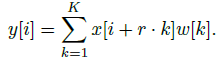 y[i] = \sum_{k=1}^{K} x[i + r \cdot k]w[k].